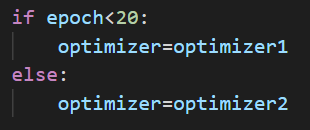 if epoch<20:
    optimizer=optimizer1
else:
    optimizer=optimizer2